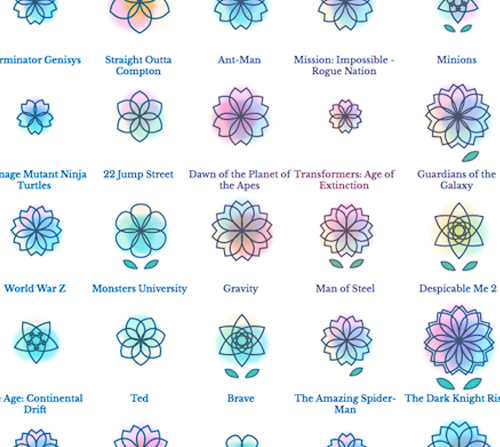 rminator Genisys
Straight Outta
Compton
Ant-Man
Mission: Impossible -
Rogue Nation
Minions
nage Mutant Ninja
Turtles
22 Jump Street
Dawn of the Planet of
the Apes
Transformers: Age of
Extinction
Guardians of the
Galaxy
World War Z
Monsters University
Gravity
Man of Steel
Despicable Me 2
Age: Continental
Drift
Ted
Brave
The Amazing Spider-
Man
The Dark Knight Ris